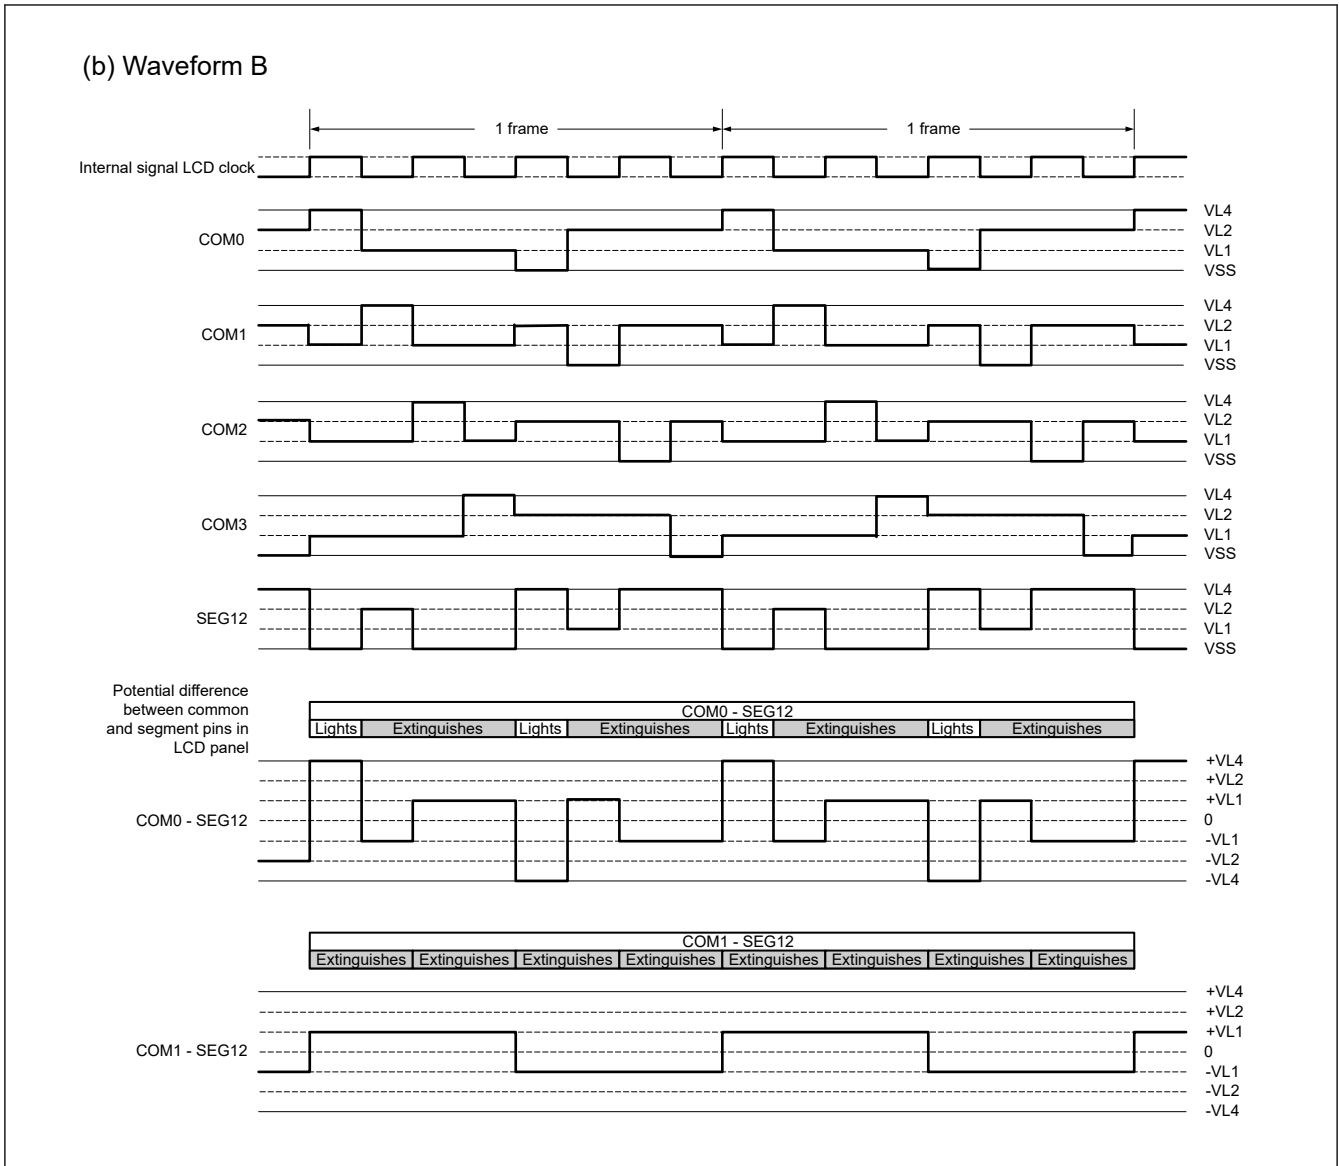 (b) Waveform B
1 frame 1 frame
Internal signal LCD clock
COM0
VL4
VL2
VL1
VSS
COM1
VL4
VL2
VL1
VSS
COM2
VL4
VL2
VL1
VSS
COM3
VL4
VL2
VL1
VSS
SEG12
VL4
VL2
VL1
VSS
Potential difference
between common
and segment pins in
LCD panel
COM0 - SEG12
Lights Extinguishes Lights Extinguishes Lights Extinguishes Lights Extinguishes
COM0 - SEG12
+VL4
+VL2
+VL1
0
-VL1
-VL2
-VL4
COM1 - SEG12
Extinguishes Extinguishes Extinguishes Extinguishes Extinguishes Extinguishes Extinguishes Extinguishes
COM1 - SEG12
+VL4
+VL2
+VL1
0
-VL1
-VL2
-VL4